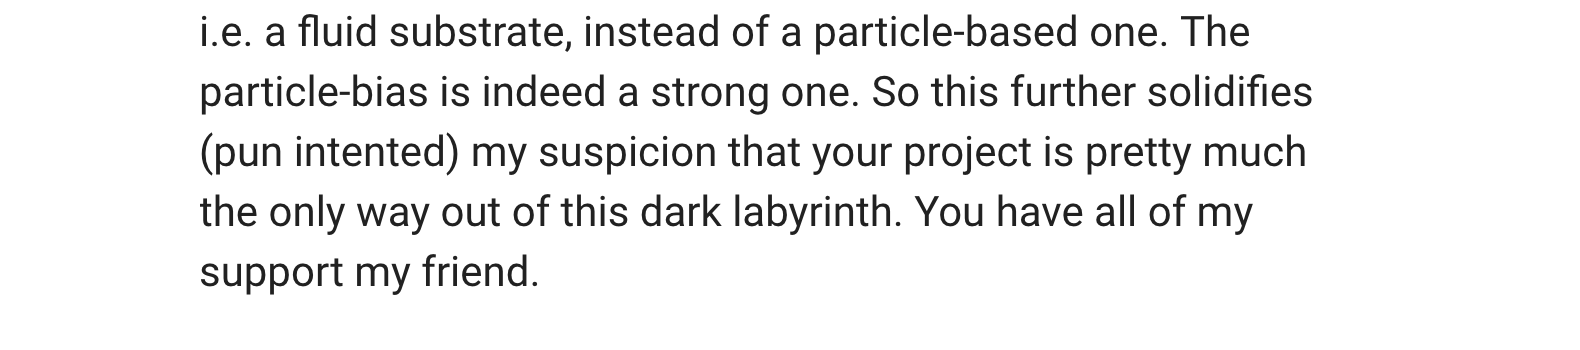 i.e. a fluid substrate, instead of a particle-based one. The
particle-bias is indeed a strong one. So this further solidifies
(pun intented) my suspicion that your project is pretty much
the only way out of this dark labyrinth. You have all of my
support my friend.